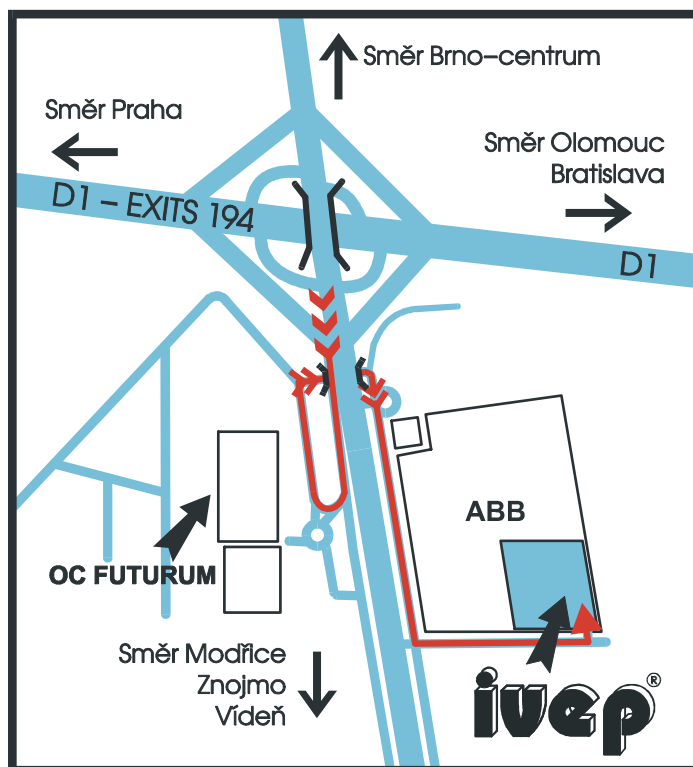 Směr Brno–centrum
Směr Praha
Směr Olomouc
Bratislava
D1 – EXITS 194
D1
ABB
OC FUTURUM
Směr Modřice
Znojmo
Vídeň
ivep®